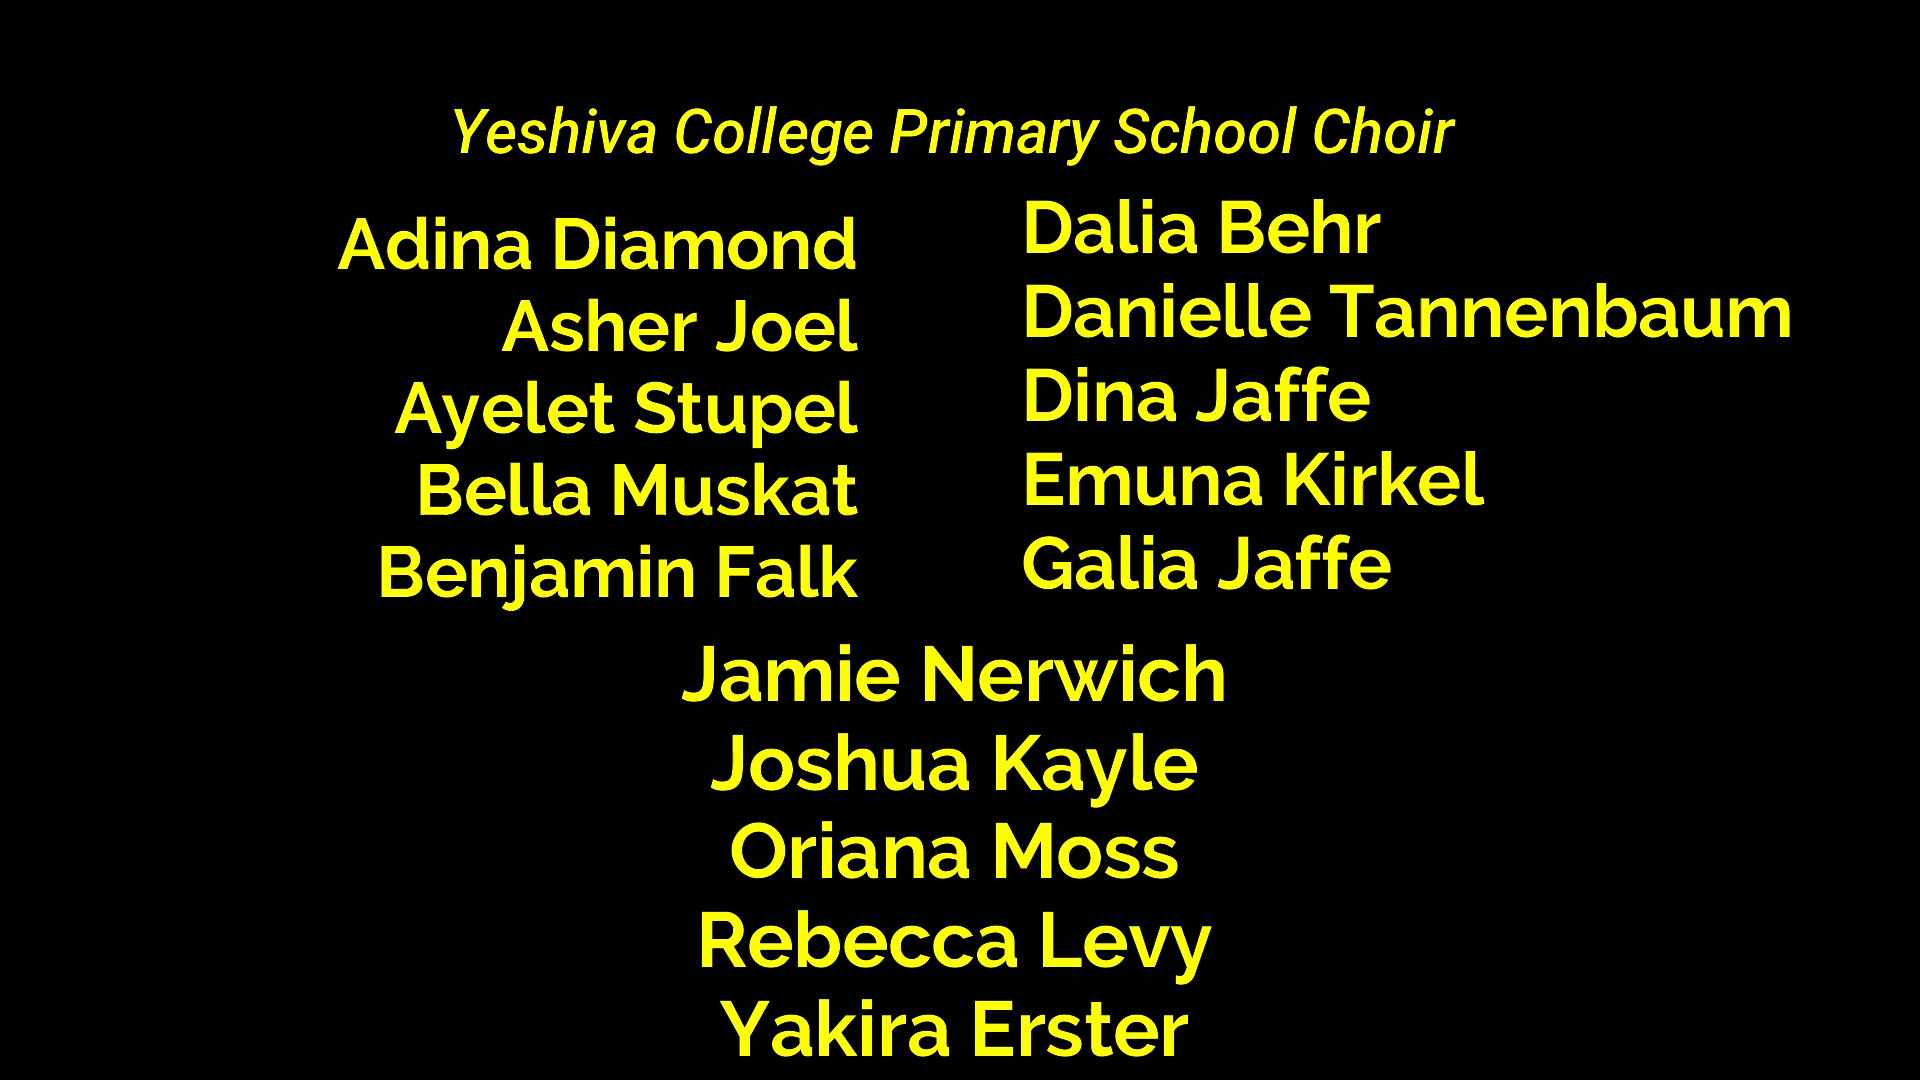 Yeshiva College Primary School Choir
Adina Diamond
Asher Joel
Ayelet Stupel
Bella Muskat
Benjamin Falk
Dalia Behr
Danielle Tannenbaum
Dina Jaffe
Emuna Kirkel
Galia Jaffe
Jamie Nerwich
Joshua Kayle
Oriana Moss
Rebecca Levy
Yakira Erster